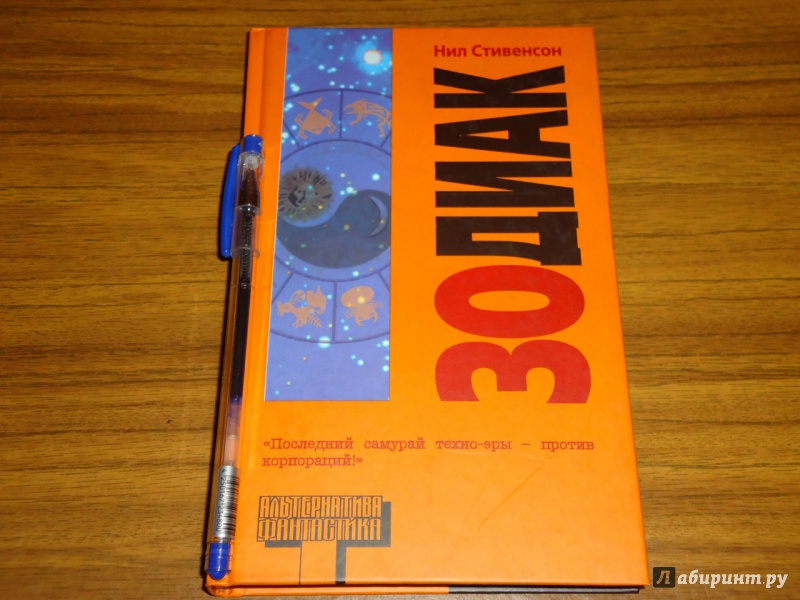 Нил Стивенсон
ЗОДИАК
«Последний самурай техно-эры – против
корпораций!»
АЛЬТЕРНАТИВА
ФАНТАСТИКА
Лабиринт.ру